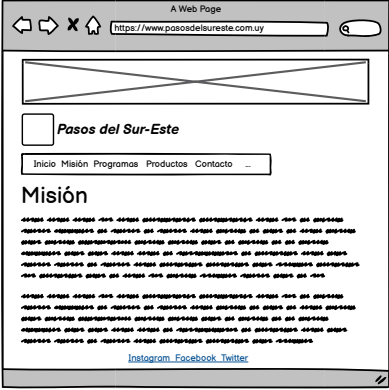 A Web Page
https://www.pasosdelsureste.com.uy
Pasos del Sur-Este
Inicio Misión Programas Productos Contacto ...
Misión
Instagram Facebook Twitter